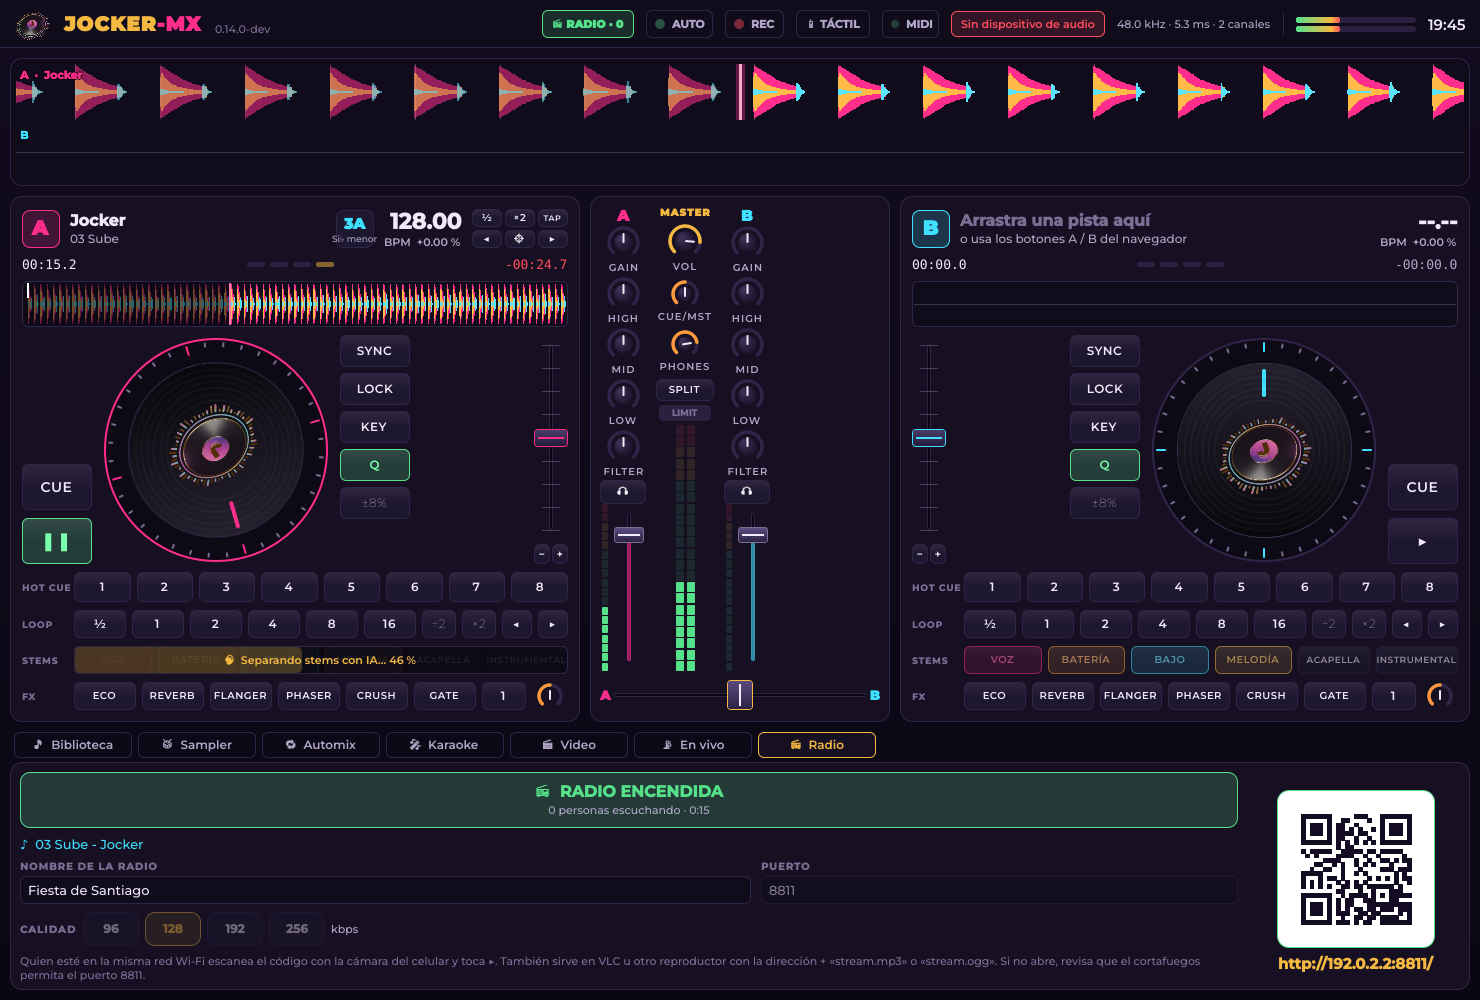 JOCKER-MX 0.14.0-dev
RADIO · 0
AUTO
REC
TÁCTIL
MIDI
Sin dispositivo de audio
48.0 kHz · 5.3 ms · 2 canales
19:45
A · Jocker
B
A
Jocker
03 Sube
3A
Si♭ menor
128.00
BPM +0.00 %
½ ×2 TAP
00:15.2
-00:24.7
SYNC
LOCK
KEY
Q
±8%
CUE
HOT CUE 1 2 3 4 5 6 7 8
LOOP ½ 1 2 4 8 16 ÷2 ×2
STEMS Separando stems con IA... 46 %
VOZ BATERÍA ACAPELLA INSTRUMENTAL
FX ECO REVERB FLANGER PHASER CRUSH GATE 1
A MASTER B
GAIN VOL GAIN
HIGH CUE/MST HIGH
MID PHONES MID
SPLIT
LIMIT
LOW LOW
FILTER FILTER
A B
B
Arrastra una pista aquí
o usa los botones A / B del navegador
--.--
BPM +0.00 %
00:00.0
-00:00.0
SYNC
LOCK
KEY
Q
±8%
CUE
HOT CUE 1 2 3 4 5 6 7 8
LOOP ½ 1 2 4 8 16 ÷2 ×2
STEMS VOZ BATERÍA BAJO MELODÍA ACAPELLA INSTRUMENTAL
FX ECO REVERB FLANGER PHASER CRUSH GATE 1
Biblioteca
Sampler
Automix
Karaoke
Video
En vivo
Radio
RADIO ENCENDIDA
0 personas escuchando · 0:15
♪ 03 Sube - Jocker
NOMBRE DE LA RADIO
Fiesta de Santiago
PUERTO
8811
CALIDAD 96 128 192 256 kbps
Quien esté en la misma red Wi-Fi escanea el código con la cámara del celular y toca ▸. También sirve en VLC u otro reproductor con la dirección + «stream.mp3» o «stream.ogg». Si no abre, revisa que el cortafuegos
permita el puerto 8811.
http://192.0.2.2:8811/